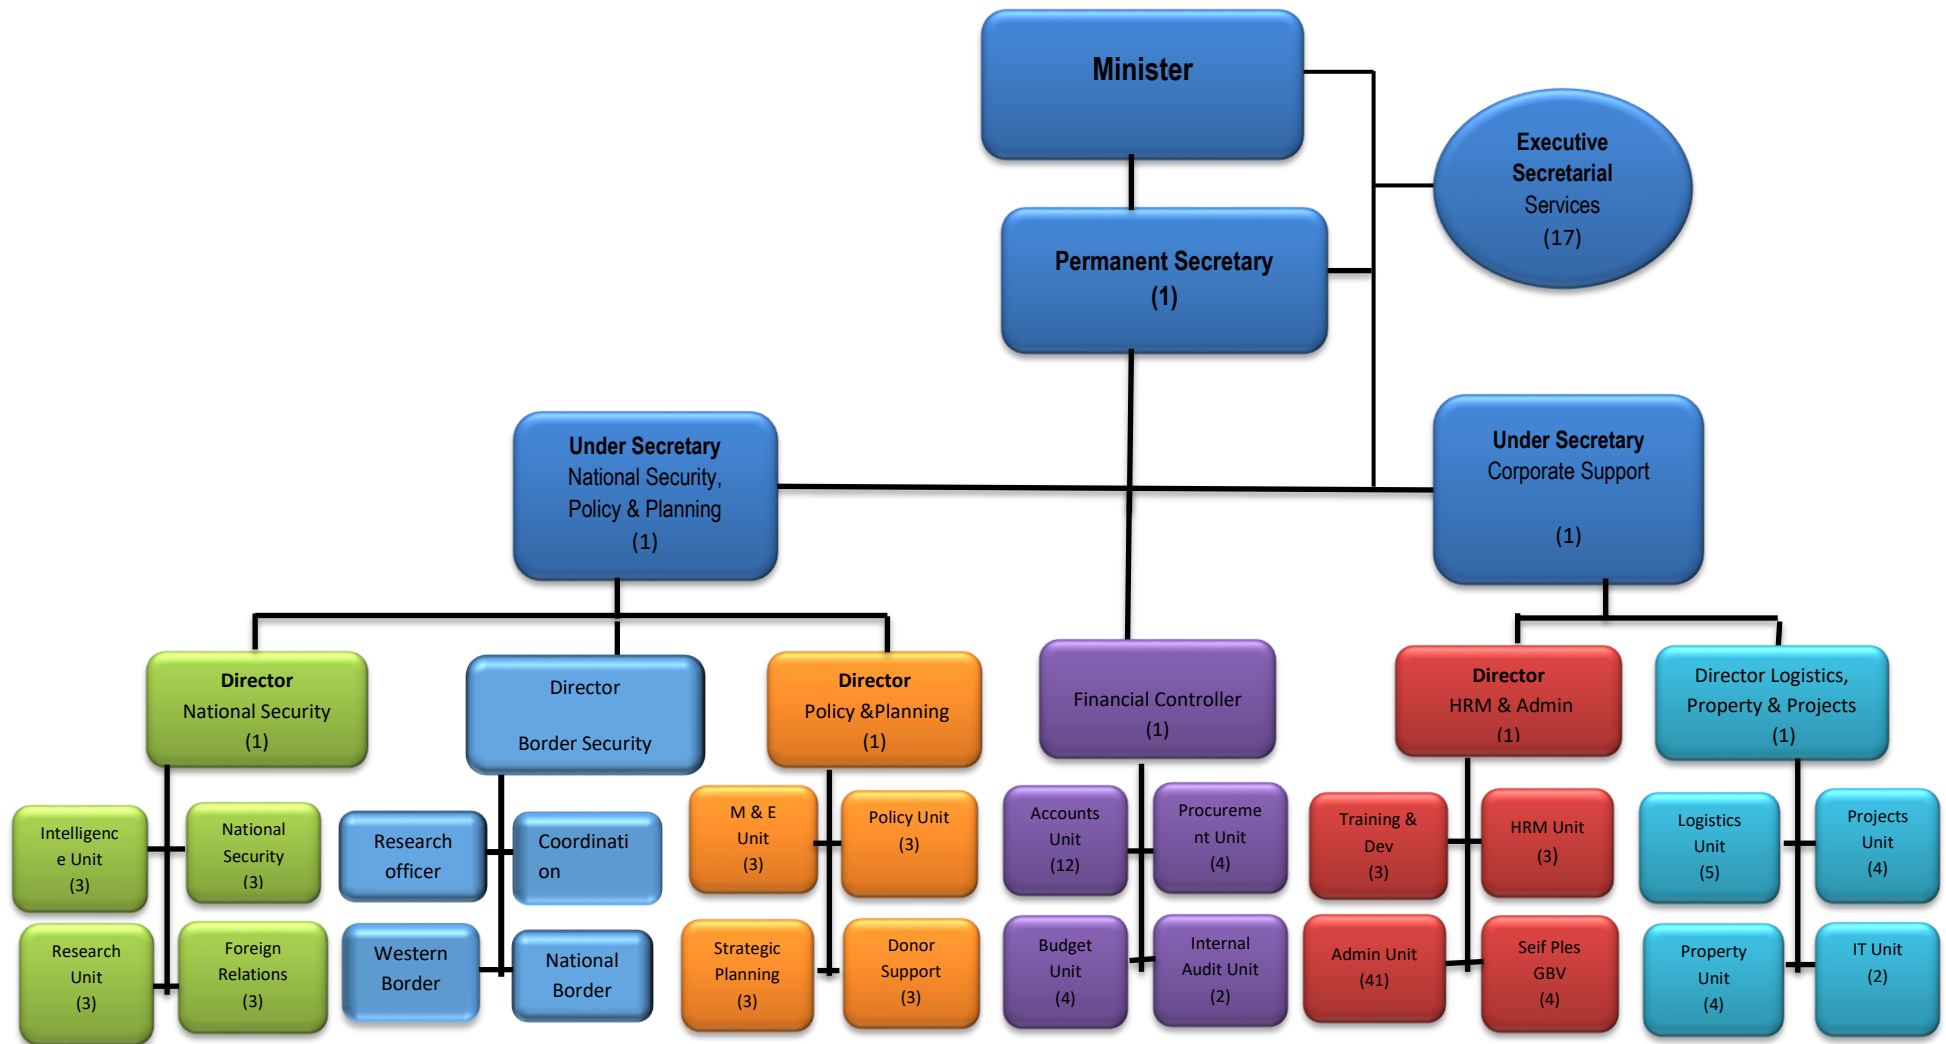 Minister
Executive
Secretarial
Services
(17)
Permanent Secretary
(1)
Under Secretary
National Security,
Policy & Planning
(1)
Under Secretary
Corporate Support
(1)
Director
National Security
(1)
Director
Border Security
Director
Policy &Planning
(1)
Financial Controller
(1)
Director
HRM & Admin
(1)
Director Logistics,
Property & Projects
(1)
Intelligenc
e Unit
(3)
National
Security
(3)
Research
Unit
(3)
Foreign
Relations
(3)
Research
officer
Coordinati
on
Western
Border
National
Border
M & E
Unit
(3)
Policy Unit
(3)
Strategic
Planning
(3)
Donor
Support
(3)
Accounts
Unit
(12)
Procureme
nt Unit
(4)
Budget
Unit
(4)
Internal
Audit Unit
(2)
Training &
Dev
(3)
HRM Unit
(3)
Admin Unit
(41)
Seif Ples
GBV
(4)
Logistics
Unit
(5)
Projects
Unit
(4)
Property
Unit
(4)
IT Unit
(2)